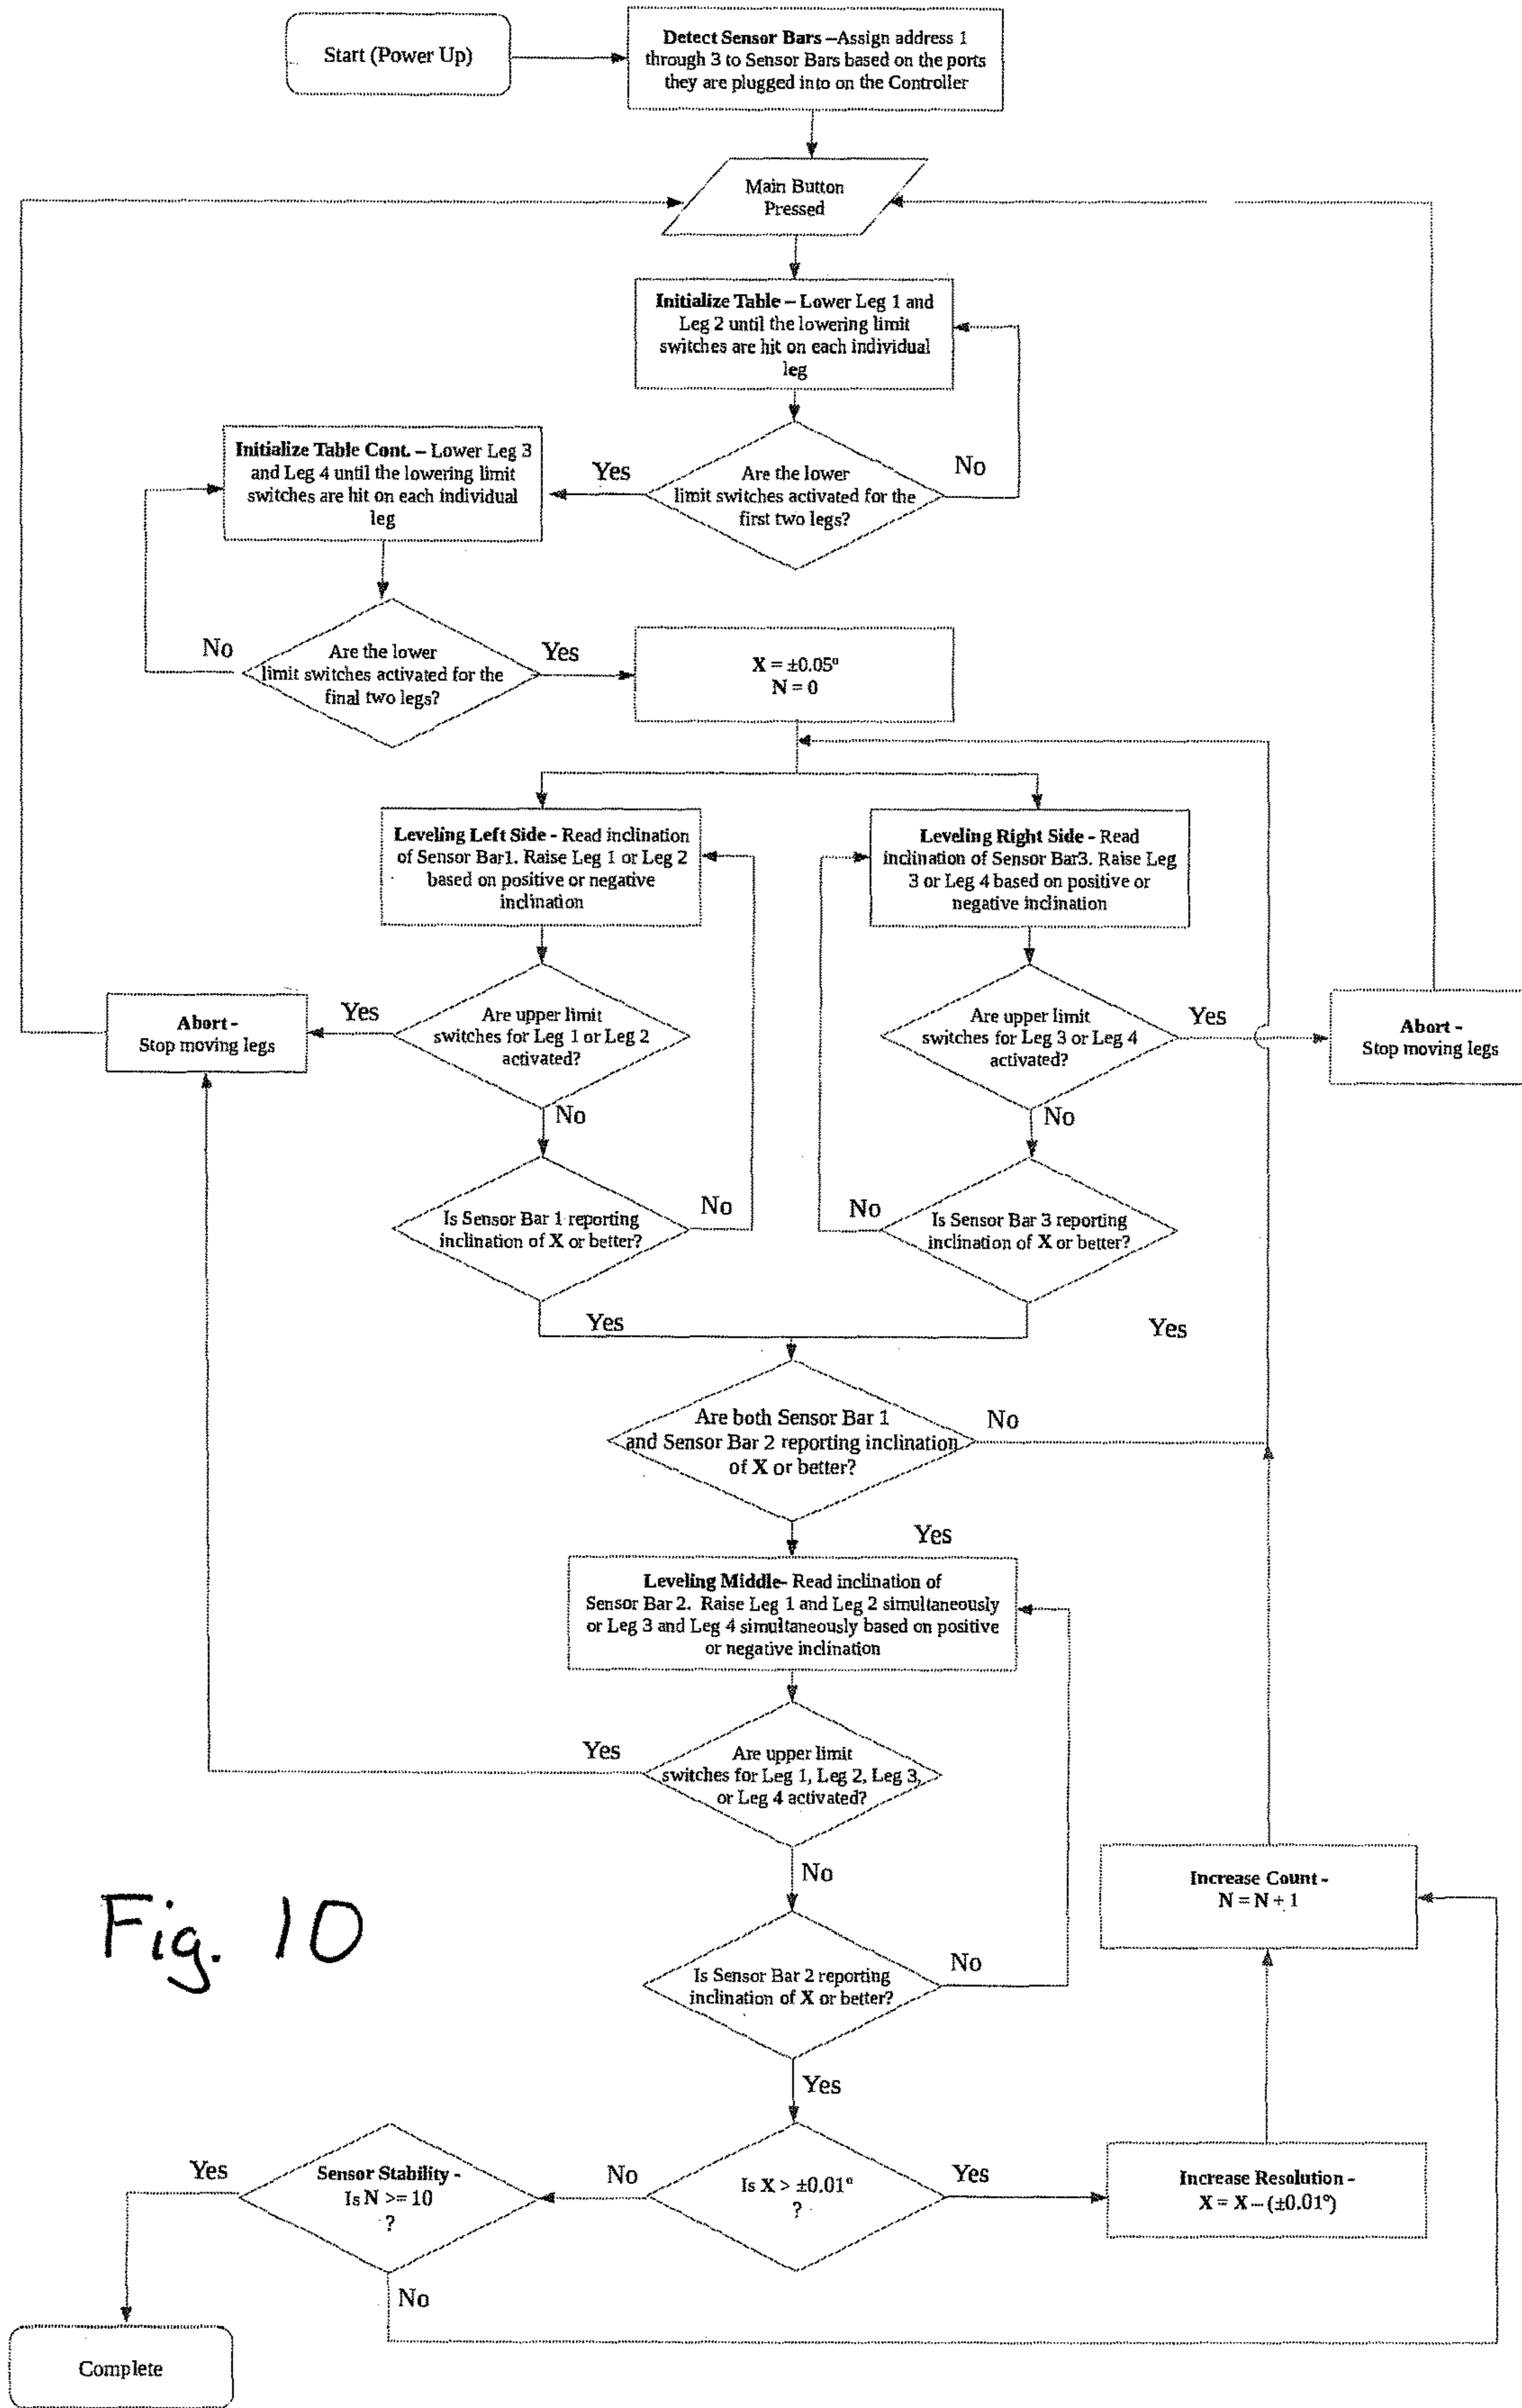 Start (Power Up)
Detect Sensor Bars –Assign address 1
through 3 to Sensor Bars based on the ports
they are plugged into on the Controller
Main Button
Pressed
Initialize Table – Lower Leg 1 and
Leg 2 until the lowering limit
switches are hit on each individual
leg
Are the lower
limit switches activated for the
first two legs?
No
Yes
Initialize Table Cont. – Lower Leg 3
and Leg 4 until the lowering limit
switches are hit on each individual
leg
Are the lower
limit switches activated for the
final two legs?
No
Yes
X = ±0.05º
N = 0
Leveling Left Side - Read inclination
of Sensor Bar1. Raise Leg 1 or Leg 2
based on positive or negative
inclination
Leveling Right Side - Read
inclination of Sensor Bar3. Raise Leg
3 or Leg 4 based on positive or
negative inclination
Are upper limit
switches for Leg 1 or Leg 2
activated?
Yes
Abort -
Stop moving legs
No
Are upper limit
switches for Leg 3 or Leg 4
activated?
Yes
Abort -
Stop moving legs
No
Is Sensor Bar 1 reporting
inclination of X or better?
No
Yes
Is Sensor Bar 3 reporting
inclination of X or better?
No
Yes
Are both Sensor Bar 1
and Sensor Bar 2 reporting inclination
of X or better?
No
Yes
Leveling Middle- Read inclination of
Sensor Bar 2. Raise Leg 1 and Leg 2 simultaneously
or Leg 3 and Leg 4 simultaneously based on positive
or negative inclination
Are upper limit
switches for Leg 1, Leg 2, Leg 3,
or Leg 4 activated?
Yes
No
Is Sensor Bar 2 reporting
inclination of X or better?
No
Yes
Increase Count -
N = N + 1
Fig. 10
Is X > ±0.01º
?
Yes
No
Increase Resolution -
X = X – (±0.01º)
Sensor Stability -
Is N >= 10
?
Yes
No
Complete